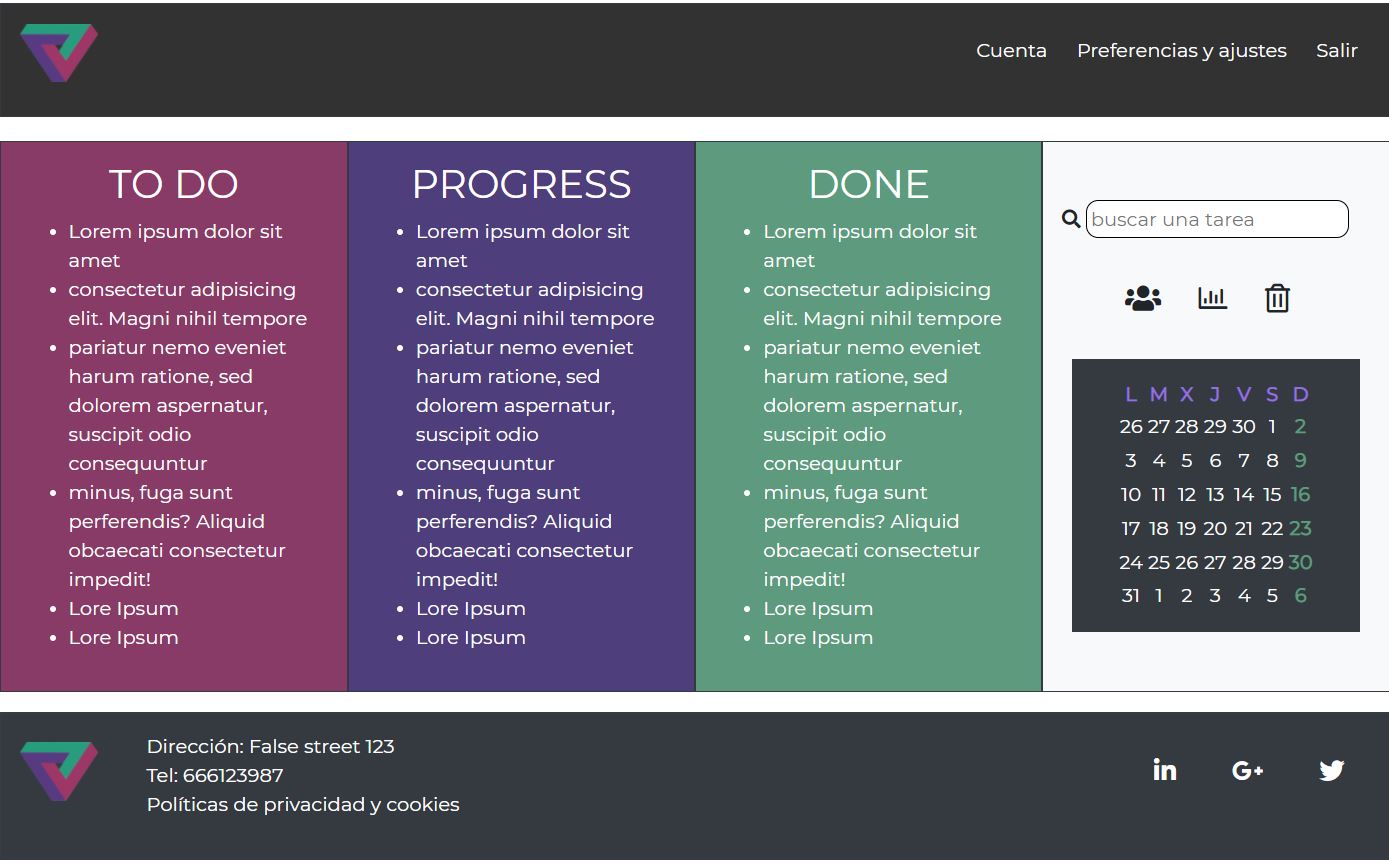 Cuenta Preferencias y ajustes Salir
TO DO
Lorem ipsum dolor sit
amet
consectetur adipisicing
elit. Magni nihil tempore
pariatur nemo eveniet
harum ratione, sed
dolorem aspernatur,
suscipit odio
consequuntur
minus, fuga sunt
perferendis? Aliquid
obcaecati consectetur
impedit!
Lore Ipsum
Lore Ipsum
PROGRESS
Lorem ipsum dolor sit
amet
consectetur adipisicing
elit. Magni nihil tempore
pariatur nemo eveniet
harum ratione, sed
dolorem aspernatur,
suscipit odio
consequuntur
minus, fuga sunt
perferendis? Aliquid
obcaecati consectetur
impedit!
Lore Ipsum
Lore Ipsum
DONE
Lorem ipsum dolor sit
amet
consectetur adipisicing
elit. Magni nihil tempore
pariatur nemo eveniet
harum ratione, sed
dolorem aspernatur,
suscipit odio
consequuntur
minus, fuga sunt
perferendis? Aliquid
obcaecati consectetur
impedit!
Lore Ipsum
Lore Ipsum
buscar una tarea
L M X J V S D
26 27 28 29 30 1 2
3 4 5 6 7 8 9
10 11 12 13 14 15 16
17 18 19 20 21 22 23
24 25 26 27 28 29 30
31 1 2 3 4 5 6
Dirección: False street 123
Tel: 666123987
Políticas de privacidad y cookies
in G+